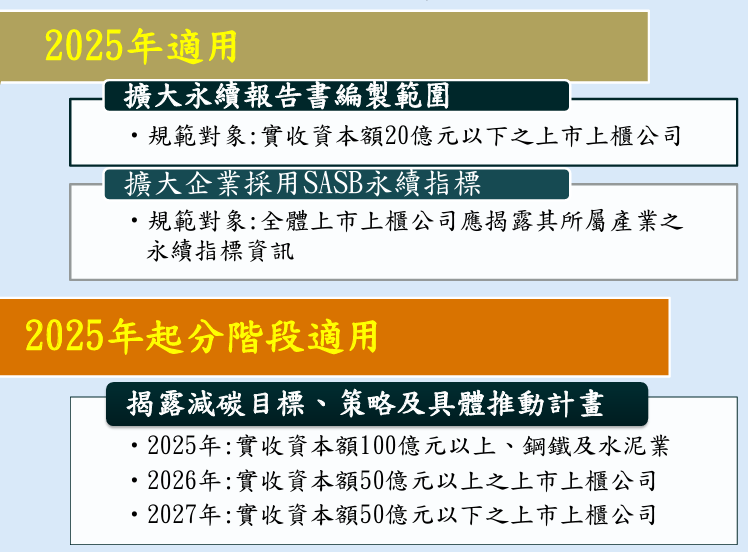 2025年適用
擴大永續報告書編製範圍
・規範對象:實收資本額20億元以下之上市上櫃公司
擴大企業採用SASB永續指標
・規範對象:全體上市上櫃公司應揭露其所屬產業之
永續指標資訊
2025年起分階段適用
揭露減碳目標、策略及具體推動計畫
・2025年:實收資本額100億元以上、鋼鐵及水泥業
・2026年:實收資本額50億元以上之上市上櫃公司
・2027年:實收資本額50億元以下之上市上櫃公司